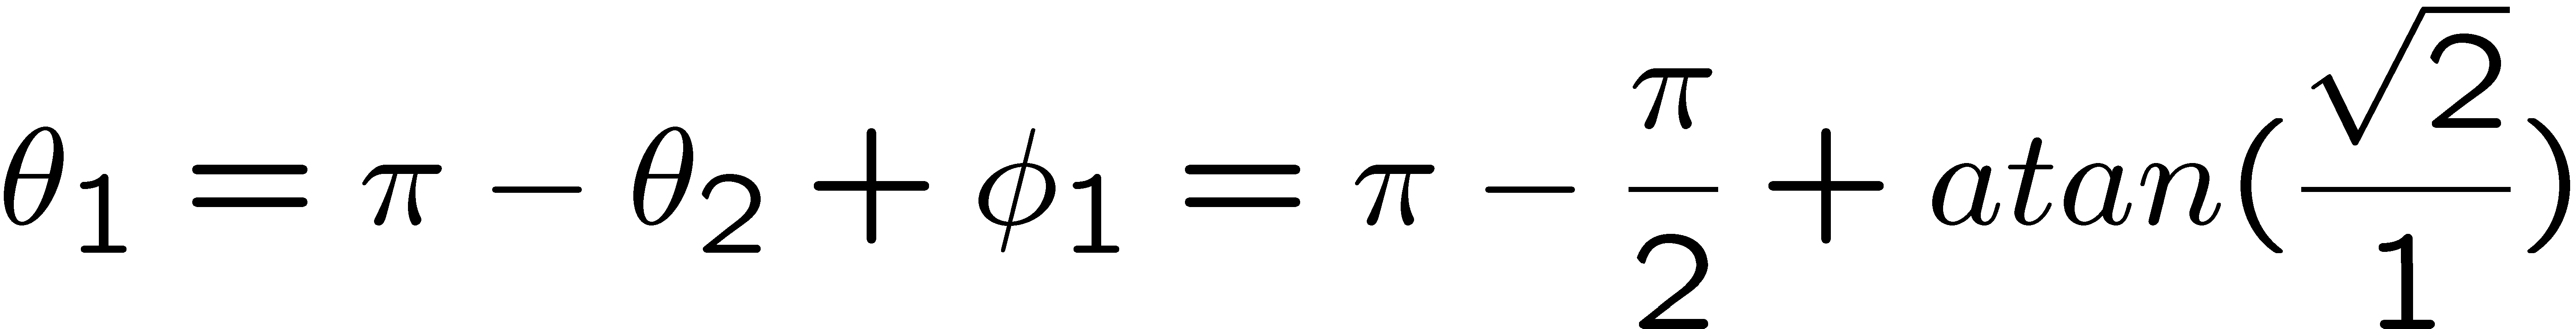 θ₁ = π − θ₂ + ϕ₁ = π − π/2 + atan(√2/1)